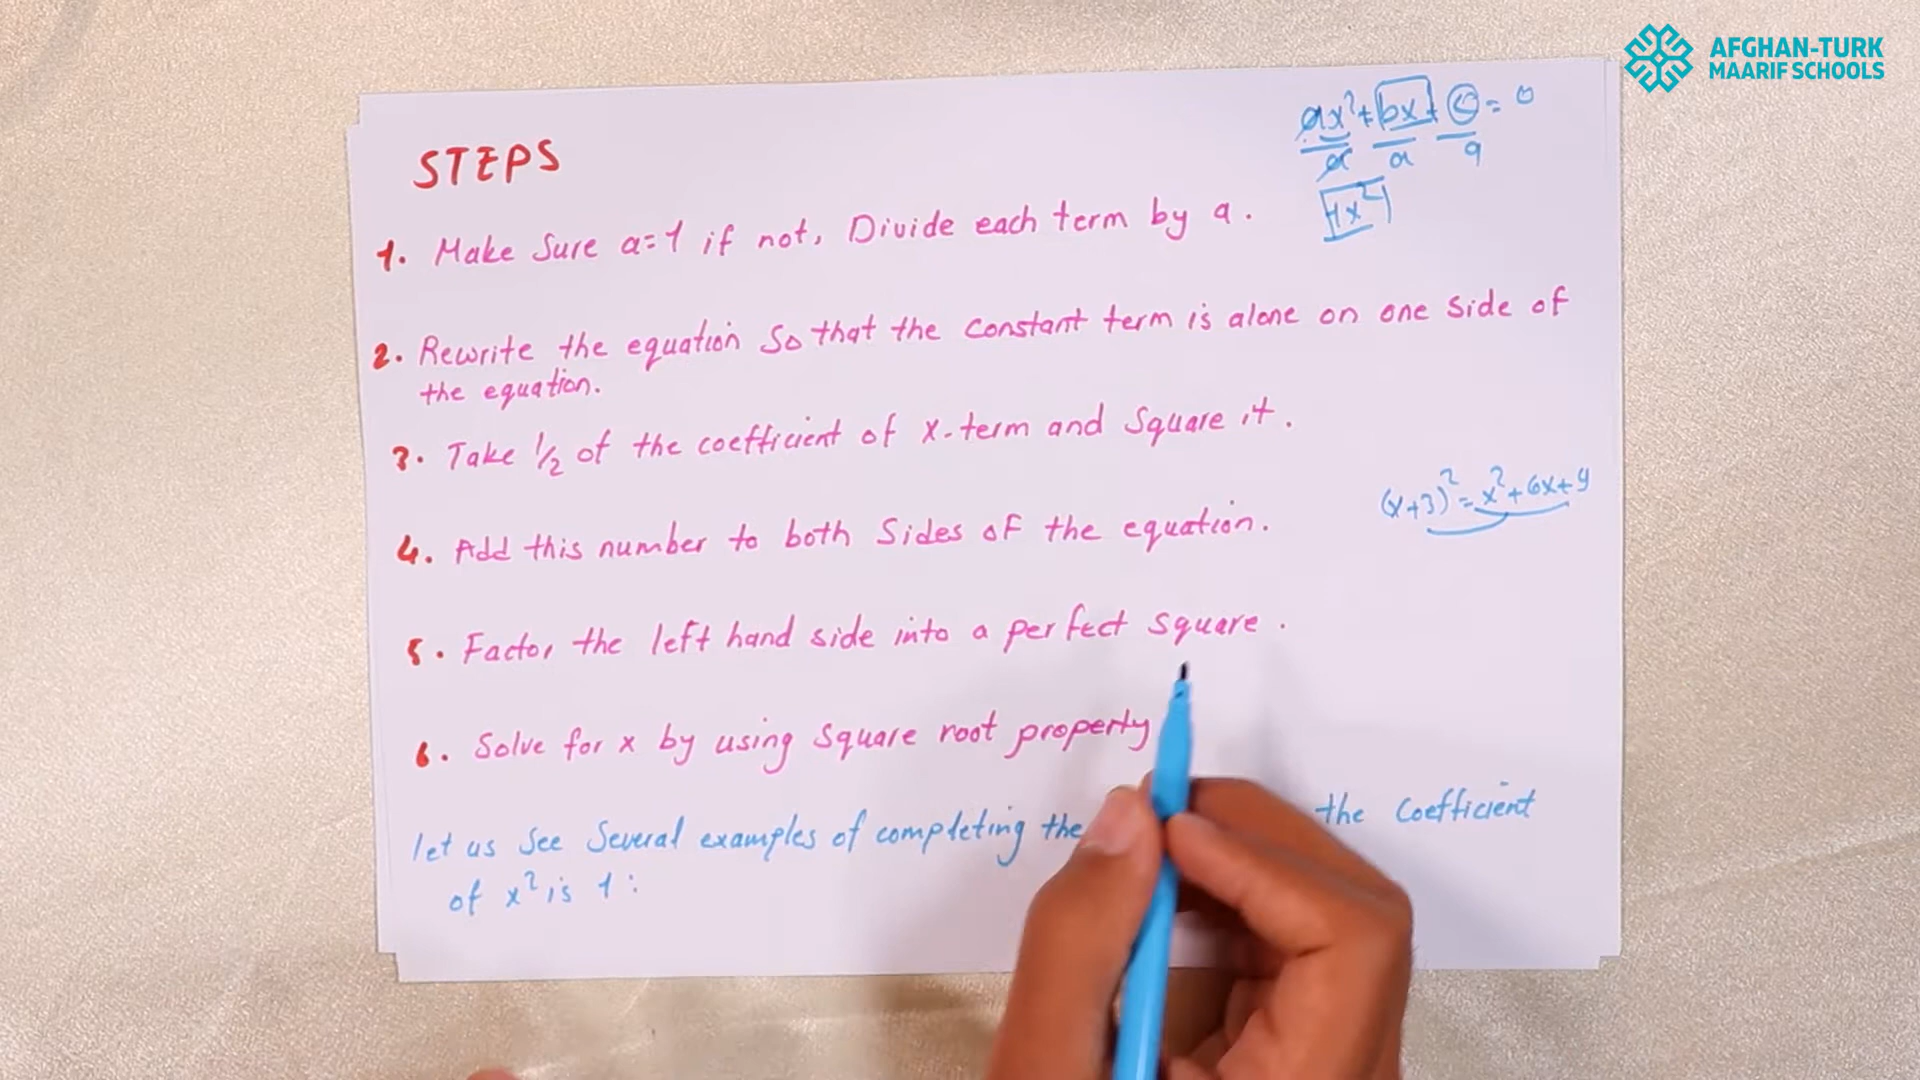 AFGHAN-TURK
MAARIF SCHOOLS
ax²+bx+c=0
a a a
1x²
STEPS
1. Make Sure a=1 if not, Divide each term by a.
2. Rewrite the equation So that the constant term is alone on one side of
the equation.
3. Take 1/2 of the coefficient of x-term and Square it.
(x+3)²=x²+6x+9
4. Add this number to both Sides of the equation.
5. Factor the left hand side into a perfect square.
6. Solve for x by using square root property
let us see Several examples of completing the the Coefficient
of x² is 1: